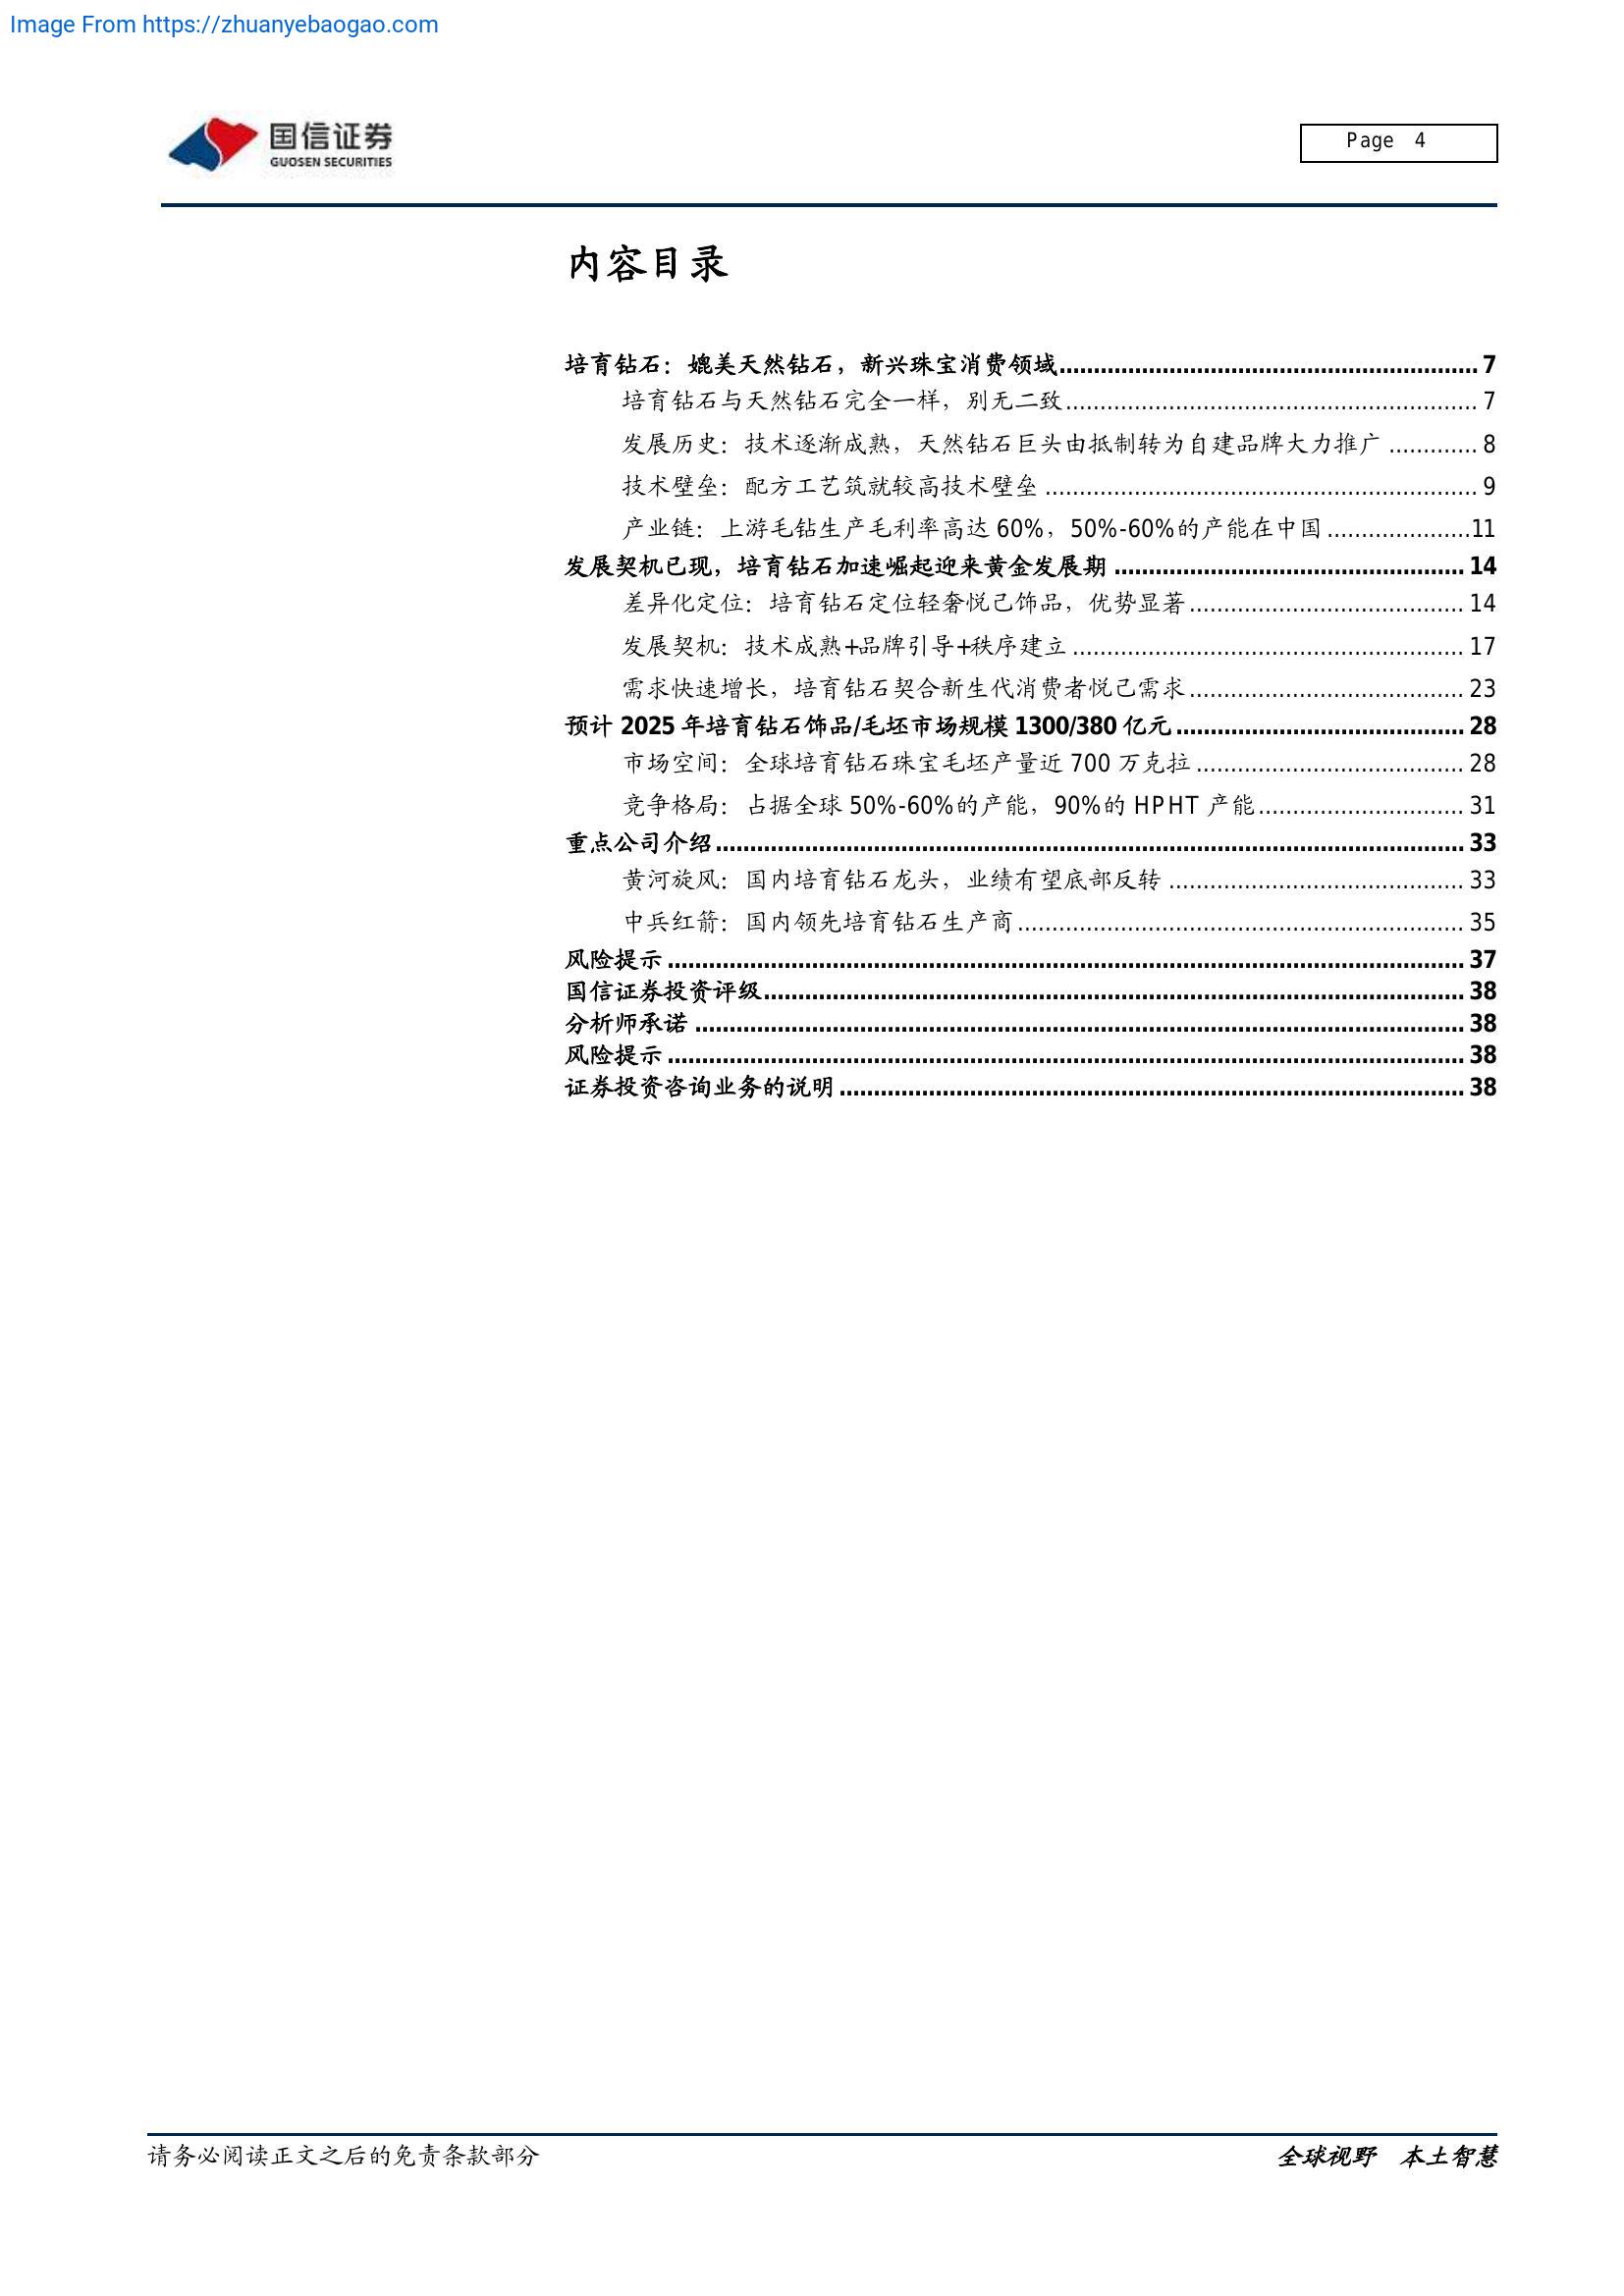 Image From https://zhuanyebaogao.com
国信证券
GUOSEN SECURITIES
Page 4
内容目录
培育钻石：媲美天然钻石，新兴珠宝消费领域............................................................. 7
培育钻石与天然钻石完全一样，别无二致............................................................ 7
发展历史：技术逐渐成熟，天然钻石巨头由抵制转为自建品牌大力推广 ............. 8
技术壁垒：配方工艺筑就较高技术壁垒 ............................................................... 9
产业链：上游毛钻生产毛利率高达 60%，50%-60%的产能在中国.....................11
发展契机已现，培育钻石加速崛起迎来黄金发展期 ................................................... 14
差异化定位：培育钻石定位轻奢悦己饰品，优势显著........................................ 14
发展契机：技术成熟+品牌引导+秩序建立 ......................................................... 17
需求快速增长，培育钻石契合新生代消费者悦己需求........................................ 23
预计 2025 年培育钻石饰品/毛坯市场规模 1300/380 亿元.......................................... 28
市场空间：全球培育钻石珠宝毛坯产量近 700 万克拉 ....................................... 28
竞争格局：占据全球 50%-60%的产能，90%的 HPHT 产能.............................. 31
重点公司介绍............................................................................................................. 33
黄河旋风：国内培育钻石龙头，业绩有望底部反转 ........................................... 33
中兵红箭：国内领先培育钻石生产商................................................................. 35
风险提示 .................................................................................................................... 37
国信证券投资评级...................................................................................................... 38
分析师承诺 ................................................................................................................ 38
风险提示 .................................................................................................................... 38
证券投资咨询业务的说明 ........................................................................................... 38
请务必阅读正文之后的免责条款部分
全球视野 本土智慧